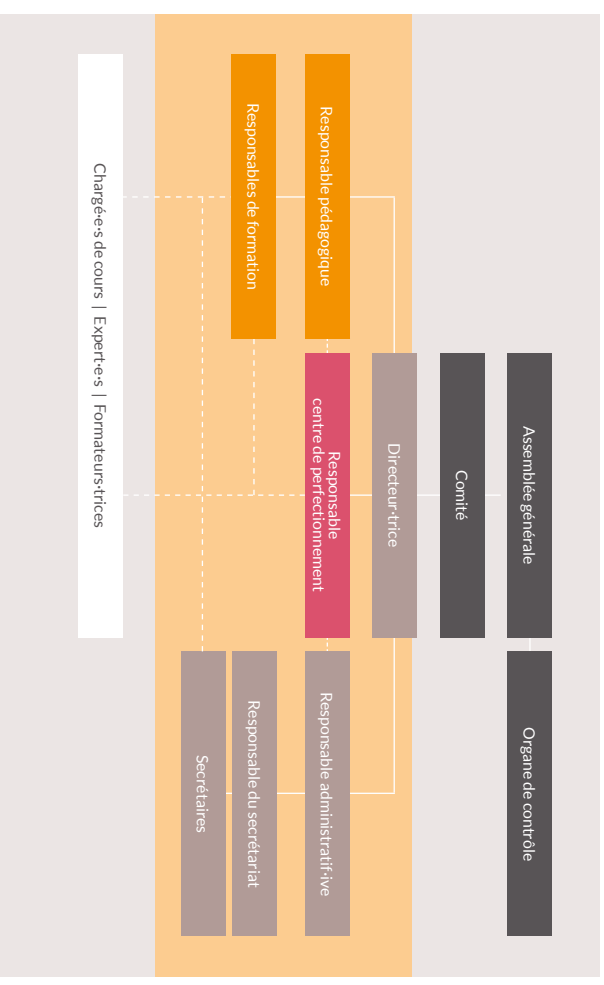 Assemblée générale
Organe de contrôle
Comité
Directeur·trice
Responsable pédagogique
Responsable
centre de perfectionnement
Responsable administratif·ive
Responsables de formation
Responsable du secrétariat
Secrétaires
Chargé·e·s de cours | Expert·e·s | Formateurs·trices